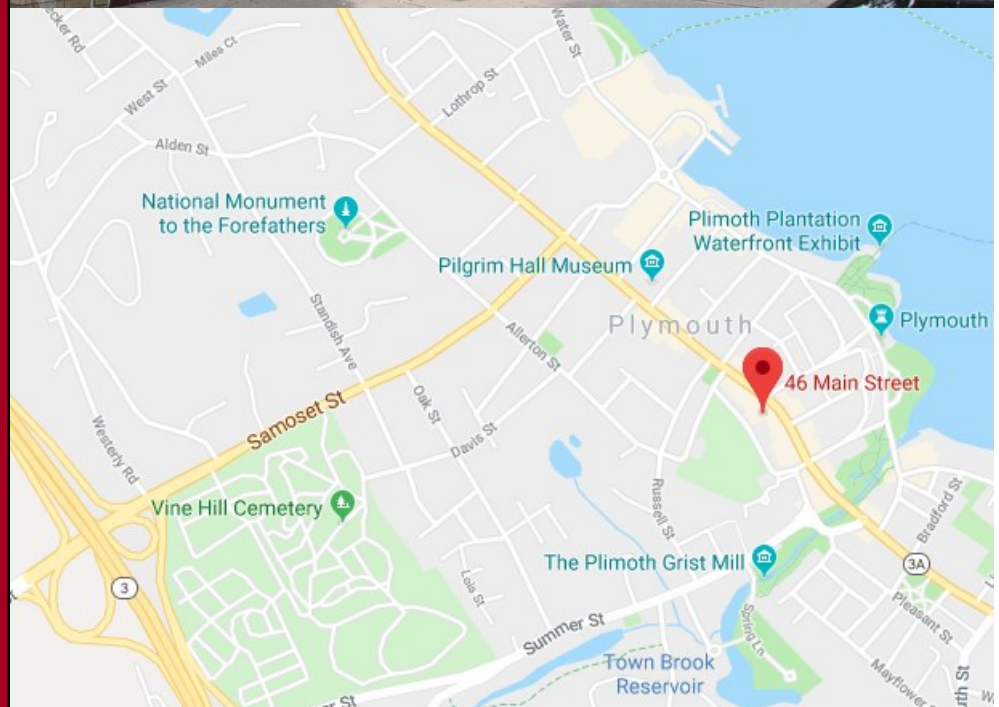 Water St
Miles Ct
Lothrop St
West St
Alden St
National Monument
to the Forefathers
Plimoth Plantation
Waterfront Exhibit
Pilgrim Hall Museum
Plymouth
Plymouth
Standish Ave
Allerton St
46 Main Street
Samoset St
Oak St
Davis St
Westerly Rd
Vine Hill Cemetery
Russell St
Bradford St
The Plimoth Grist Mill
3A
3
Lois St
Pleasant St
Summer St
Spring Ln
Town Brook
Reservoir
Mayflower